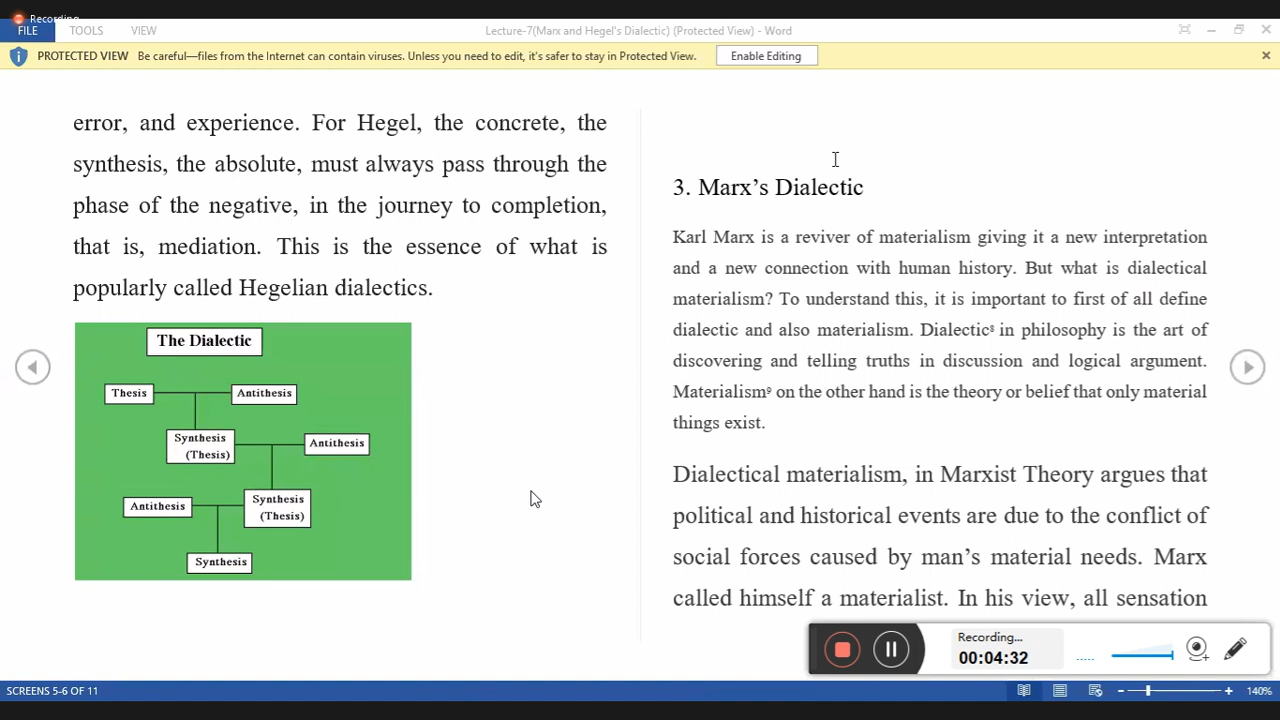 Recording
FILE TOOLS VIEW
Lecture-7(Marx and Hegel's Dialectic) (Protected View) - Word
PROTECTED VIEW Be careful—files from the Internet can contain viruses. Unless you need to edit, it's safer to stay in Protected View. Enable Editing
error, and experience. For Hegel, the concrete, the
synthesis, the absolute, must always pass through the
phase of the negative, in the journey to completion,
that is, mediation. This is the essence of what is
popularly called Hegelian dialectics.
The Dialectic
Thesis Antithesis
Synthesis
(Thesis)
Antithesis
Antithesis
Synthesis
(Thesis)
Synthesis
3. Marx’s Dialectic
Karl Marx is a reviver of materialism giving it a new interpretation
and a new connection with human history. But what is dialectical
materialism? To understand this, it is important to first of all define
dialectic and also materialism. Dialectic⁸ in philosophy is the art of
discovering and telling truths in discussion and logical argument.
Materialism⁹ on the other hand is the theory or belief that only material
things exist.
Dialectical materialism, in Marxist Theory argues that
political and historical events are due to the conflict of
social forces caused by man’s material needs. Marx
called himself a materialist. In his view, all sensation
Recording...
00:04:32
SCREENS 5-6 OF 11
140%